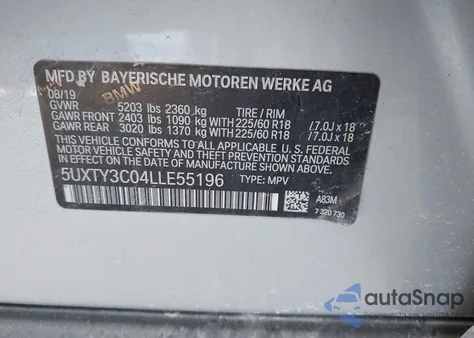 MFD BY BAYERISCHE MOTOREN WERKE AG
08/19
BMW
GVWR 5203 lbs 2360 kg TIRE / RIM
GAWR FRONT 2403 lbs 1090 kg WITH 225/60 R18 /7.0J x 18
GAWR REAR 3020 lbs 1370 kg WITH 225/60 R18 /7.0J x 18
THIS VEHICLE CONFORMS TO ALL APPLICABLE U. S. FEDERAL
MOTOR VEHICLE SAFETY, BUMPER, AND THEFT PREVENTION
STANDARDS IN EFFECT ON THE DATE OF MANUFACTURE SHOWN ABOVE.
5UXTY3C04LLE55196 TYPE: MPV
A83M
7 320 730
autoSnap